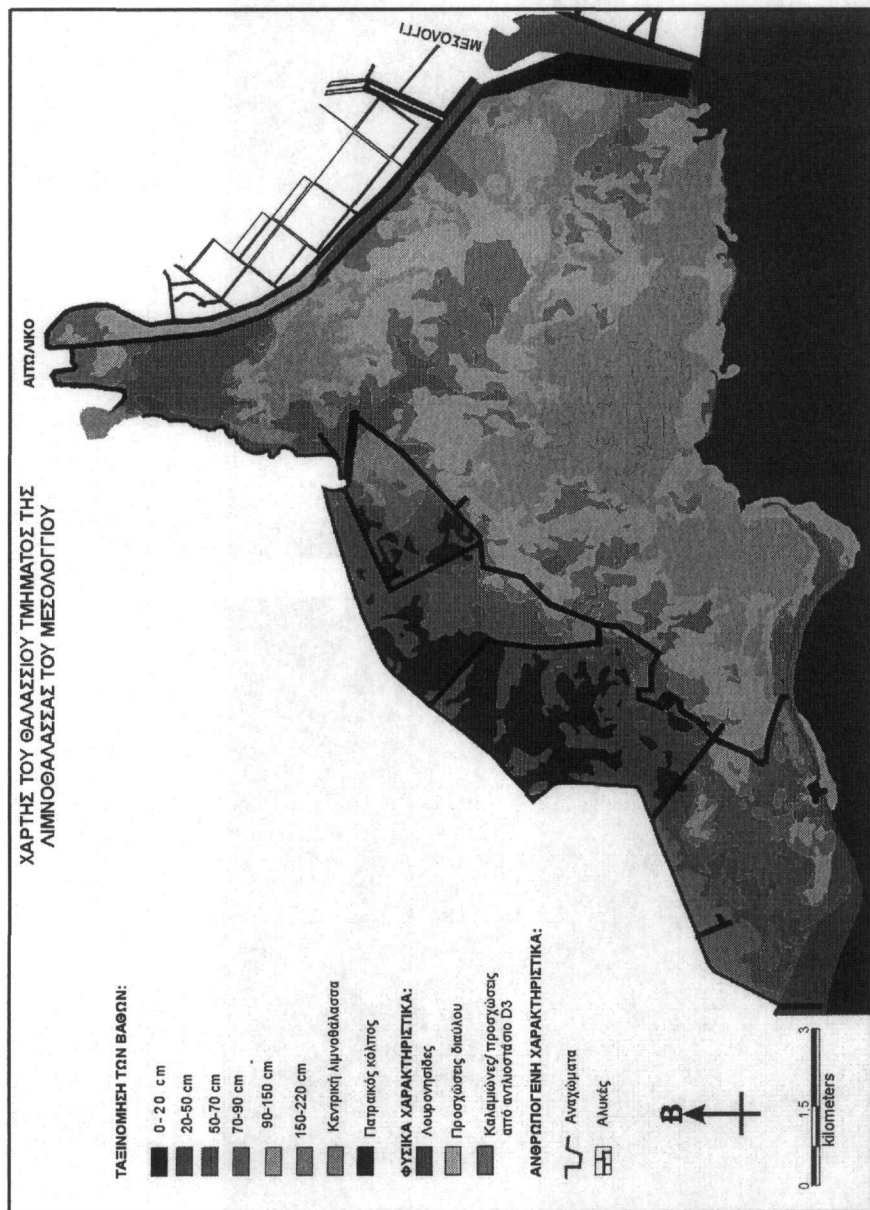 ΧΑΡΤΗΣ ΤΟΥ ΘΑΛΑΣΣΙΟΥ ΤΜΗΜΑΤΟΣ ΤΗΣ
ΛΙΜΝΟΘΑΛΑΣΣΑΣ ΤΟΥ ΜΕΣΟΛΟΓΓΙΟΥ
ΑΙΤΩΛΙΚΟ
ΜΕΣΟΛΟΓΓΙ
ΤΑΞΙΝΟΜΗΣΗ ΤΩΝ ΒΑΘΩΝ:
0-20 cm
20-50 cm
50-70 cm
70-90 cm
90-150 cm
150-220 cm
Κεντρική λιμνοθάλασσα
Πατραικός κόλπος
ΦΥΣΙΚΑ ΧΑΡΑΚΤΗΡΙΣΤΙΚΑ:
Λουρονησίδες
Προσχώσεις διαύλου
Καλαμιώνες/ προσχώσεις
από αντλιοστάσιο D3
ΑΝΘΡΩΠΟΓΕΝΗ ΧΑΡΑΚΤΗΡΙΣΤΙΚΑ:
Αναχώματα
Αλυκές
Β
0 1,5 3
kilometers